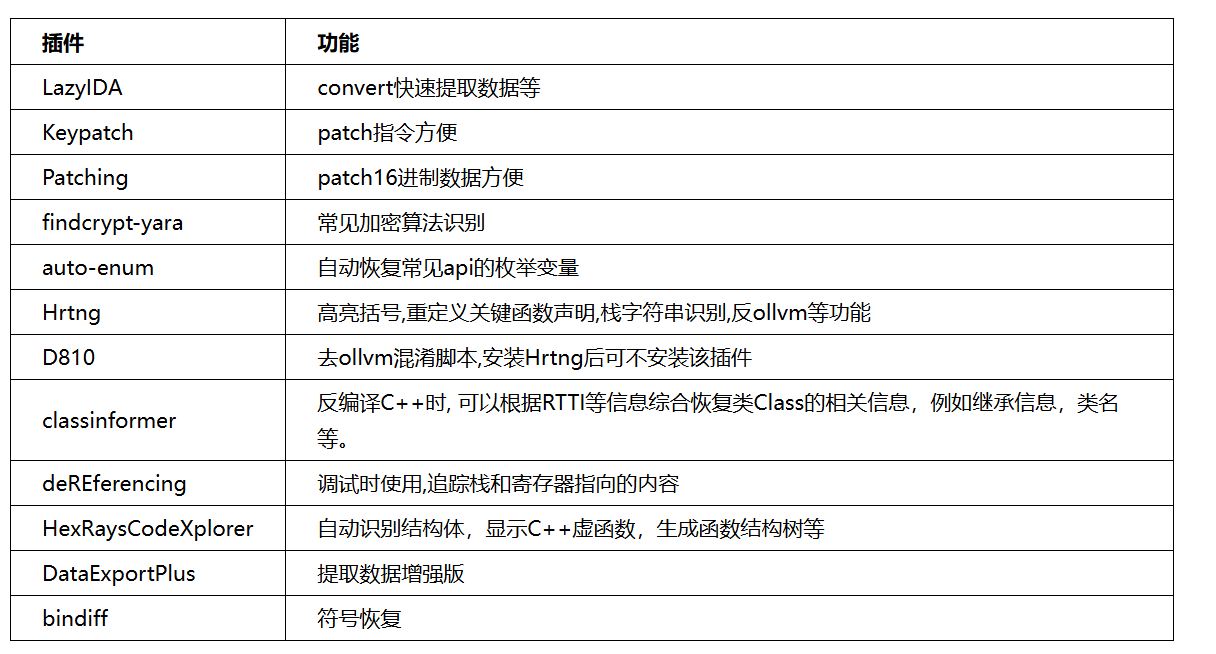 插件 功能
LazyIDA convert快速提取数据等
Keypatch patch指令方便
Patching patch16进制数据方便
findcrypt-yara 常见加密算法识别
auto-enum 自动恢复常见api的枚举变量
Hrtng 高亮括号,重定义关键函数声明,栈字符串识别,反ollvm等功能
D810 去ollvm混淆脚本,安装Hrtng后可不安装该插件
classinformer 反编译C++时, 可以根据RTTI等信息综合恢复类Class的相关信息，例如继承信息，类名
等。
deREferencing 调试时使用,追踪栈和寄存器指向的内容
HexRaysCodeXplorer 自动识别结构体，显示C++虚函数，生成函数结构树等
DataExportPlus 提取数据增强版
bindiff 符号恢复